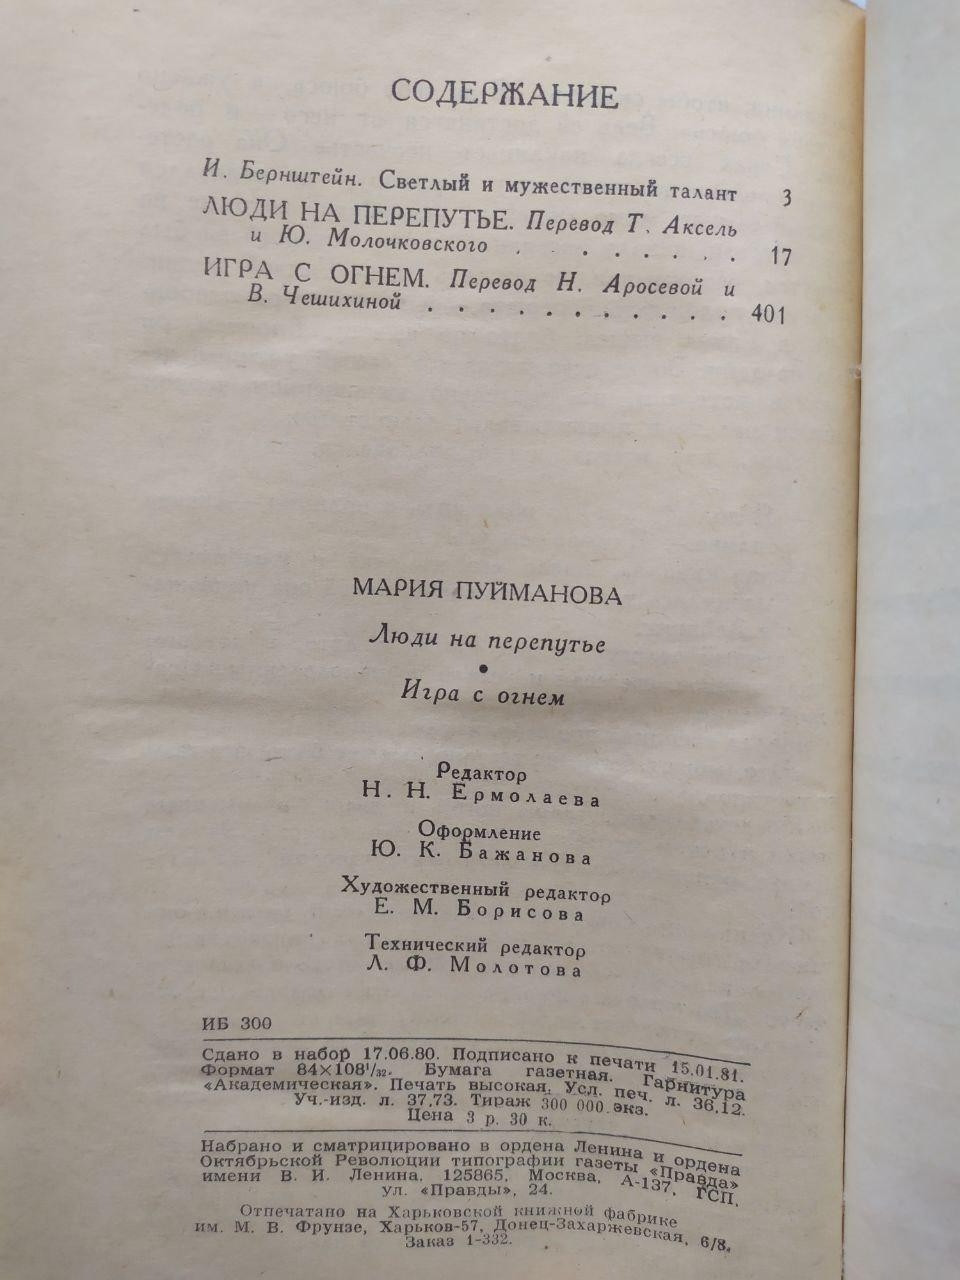 СОДЕРЖАНИЕ
И. Бернштейн. Светлый и мужественный талант 3
ЛЮДИ НА ПЕРЕПУТЬЕ. Перевод Т. Аксель
и Ю. Молочковского . . . . . . . . 17
ИГРА С ОГНЕМ. Перевод Н. Аросевой и
В. Чешихиной . . . . . . . . . . . 401
МАРИЯ ПУЙМАНОВА
Люди на перепутье
•
Игра с огнем
Редактор
Н. Н. Ермолаева
Оформление
Ю. К. Бажанова
Художественный редактор
Е. М. Борисова
Технический редактор
Л. Ф. Молотова
ИБ 300
Сдано в набор 17.06.80. Подписано к печати 15.01.81.
Формат 84×108¹/₃₂. Бумага газетная. Гарнитура
«Академическая». Печать высокая. Усл. печ. л. 36,12.
Уч.-изд. л. 37,73. Тираж 300 000 экз.
Цена 3 р. 30 к.
Набрано и сматрицировано в ордена Ленина и ордена
Октябрьской Революции типографии газеты «Правда»
имени В. И. Ленина, 125865, Москва, А-137, ГСП,
ул. «Правды», 24.
Отпечатано на Харьковской книжной фабрике
им. М. В. Фрунзе, Харьков-57, Донец-Захаржевская, 6/8.
Заказ 1-332.